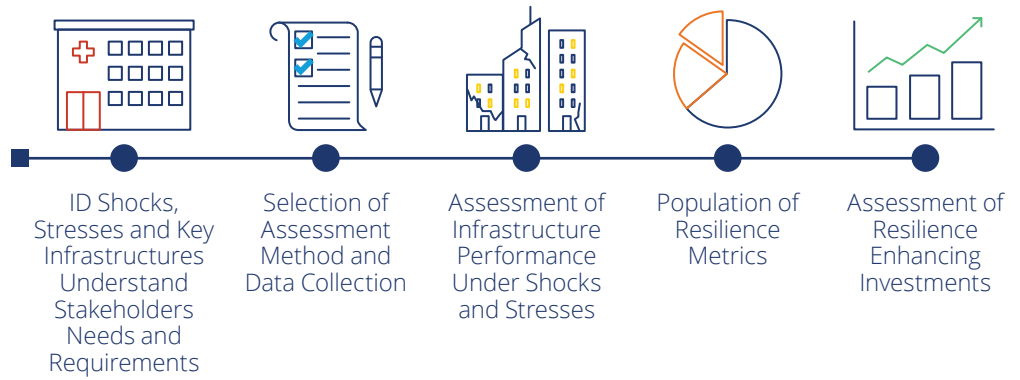 ID Shocks,
Stresses and Key
Infrastructures
Understand
Stakeholders
Needs and
Requirements
Selection of
Assessment
Method and
Data Collection
Assessment of
Infrastructure
Performance
Under Shocks
and Stresses
Population of
Resilience
Metrics
Assessment of
Resilience
Enhancing
Investments